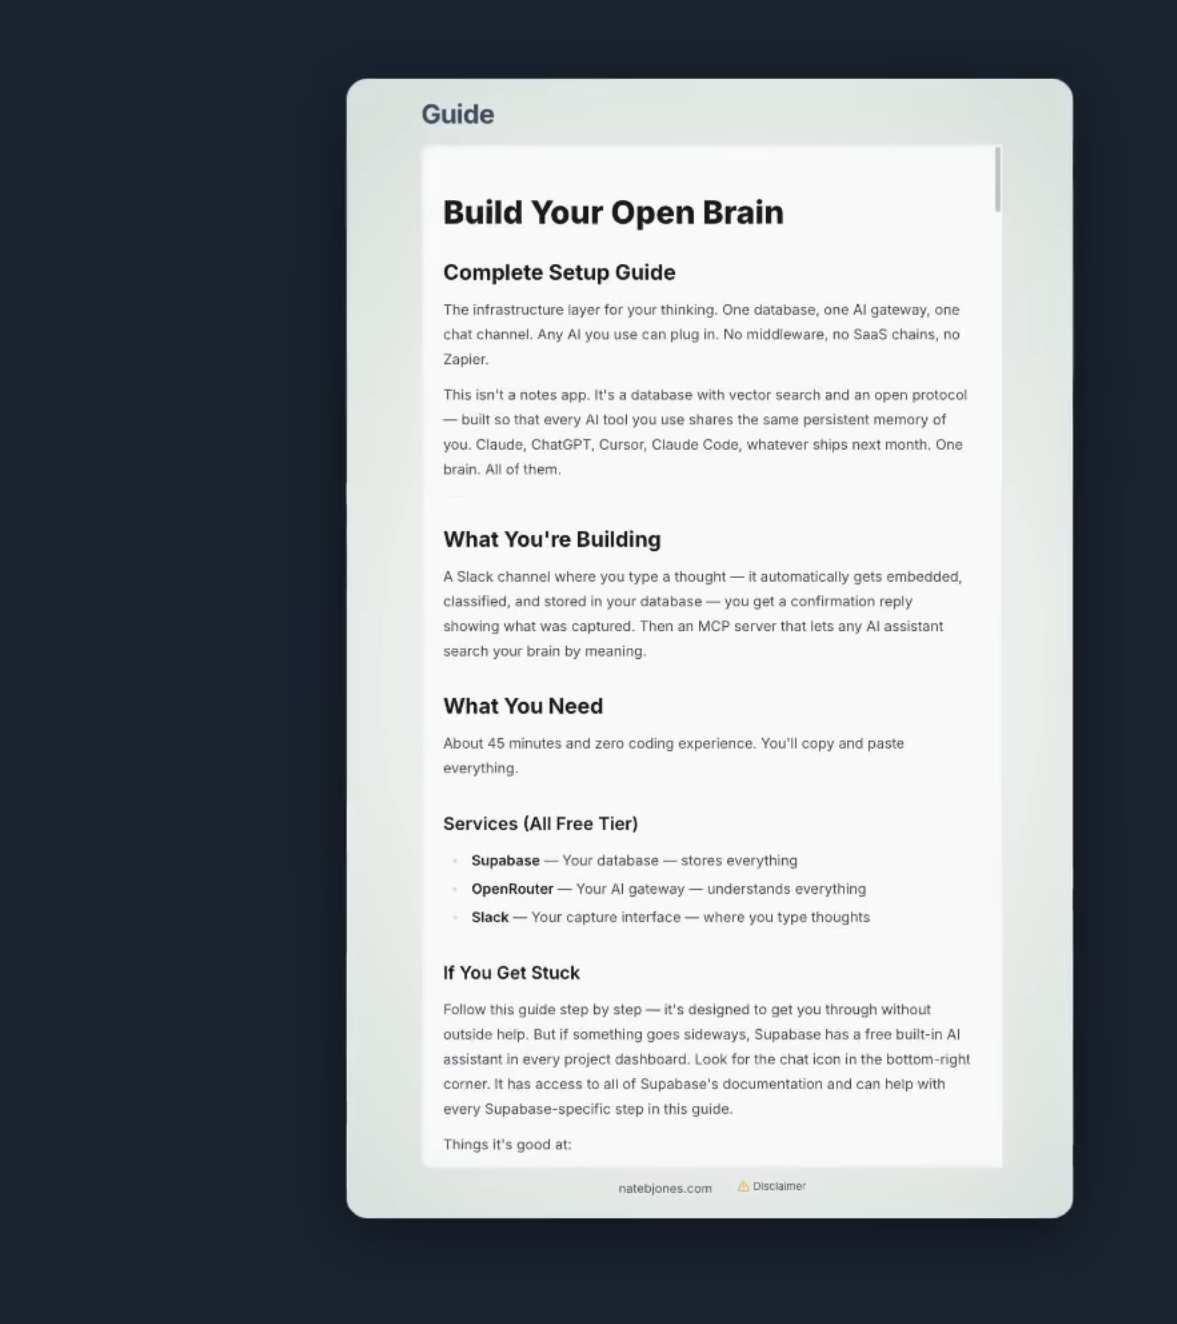 Guide
Build Your Open Brain
Complete Setup Guide
The infrastructure layer for your thinking. One database, one AI gateway, one
chat channel. Any AI you use can plug in. No middleware, no SaaS chains, no
Zapier.
This isn't a notes app. It's a database with vector search and an open protocol
— built so that every AI tool you use shares the same persistent memory of
you. Claude, ChatGPT, Cursor, Claude Code, whatever ships next month. One
brain. All of them.
What You're Building
A Slack channel where you type a thought — it automatically gets embedded,
classified, and stored in your database — you get a confirmation reply
showing what was captured. Then an MCP server that lets any AI assistant
search your brain by meaning.
What You Need
About 45 minutes and zero coding experience. You'll copy and paste
everything.
Services (All Free Tier)
Supabase — Your database — stores everything
OpenRouter — Your AI gateway — understands everything
Slack — Your capture interface — where you type thoughts
If You Get Stuck
Follow this guide step by step — it's designed to get you through without
outside help. But if something goes sideways, Supabase has a free built-in AI
assistant in every project dashboard. Look for the chat icon in the bottom-right
corner. It has access to all of Supabase's documentation and can help with
every Supabase-specific step in this guide.
Things it's good at:
natebjones.com ⚠ Disclaimer